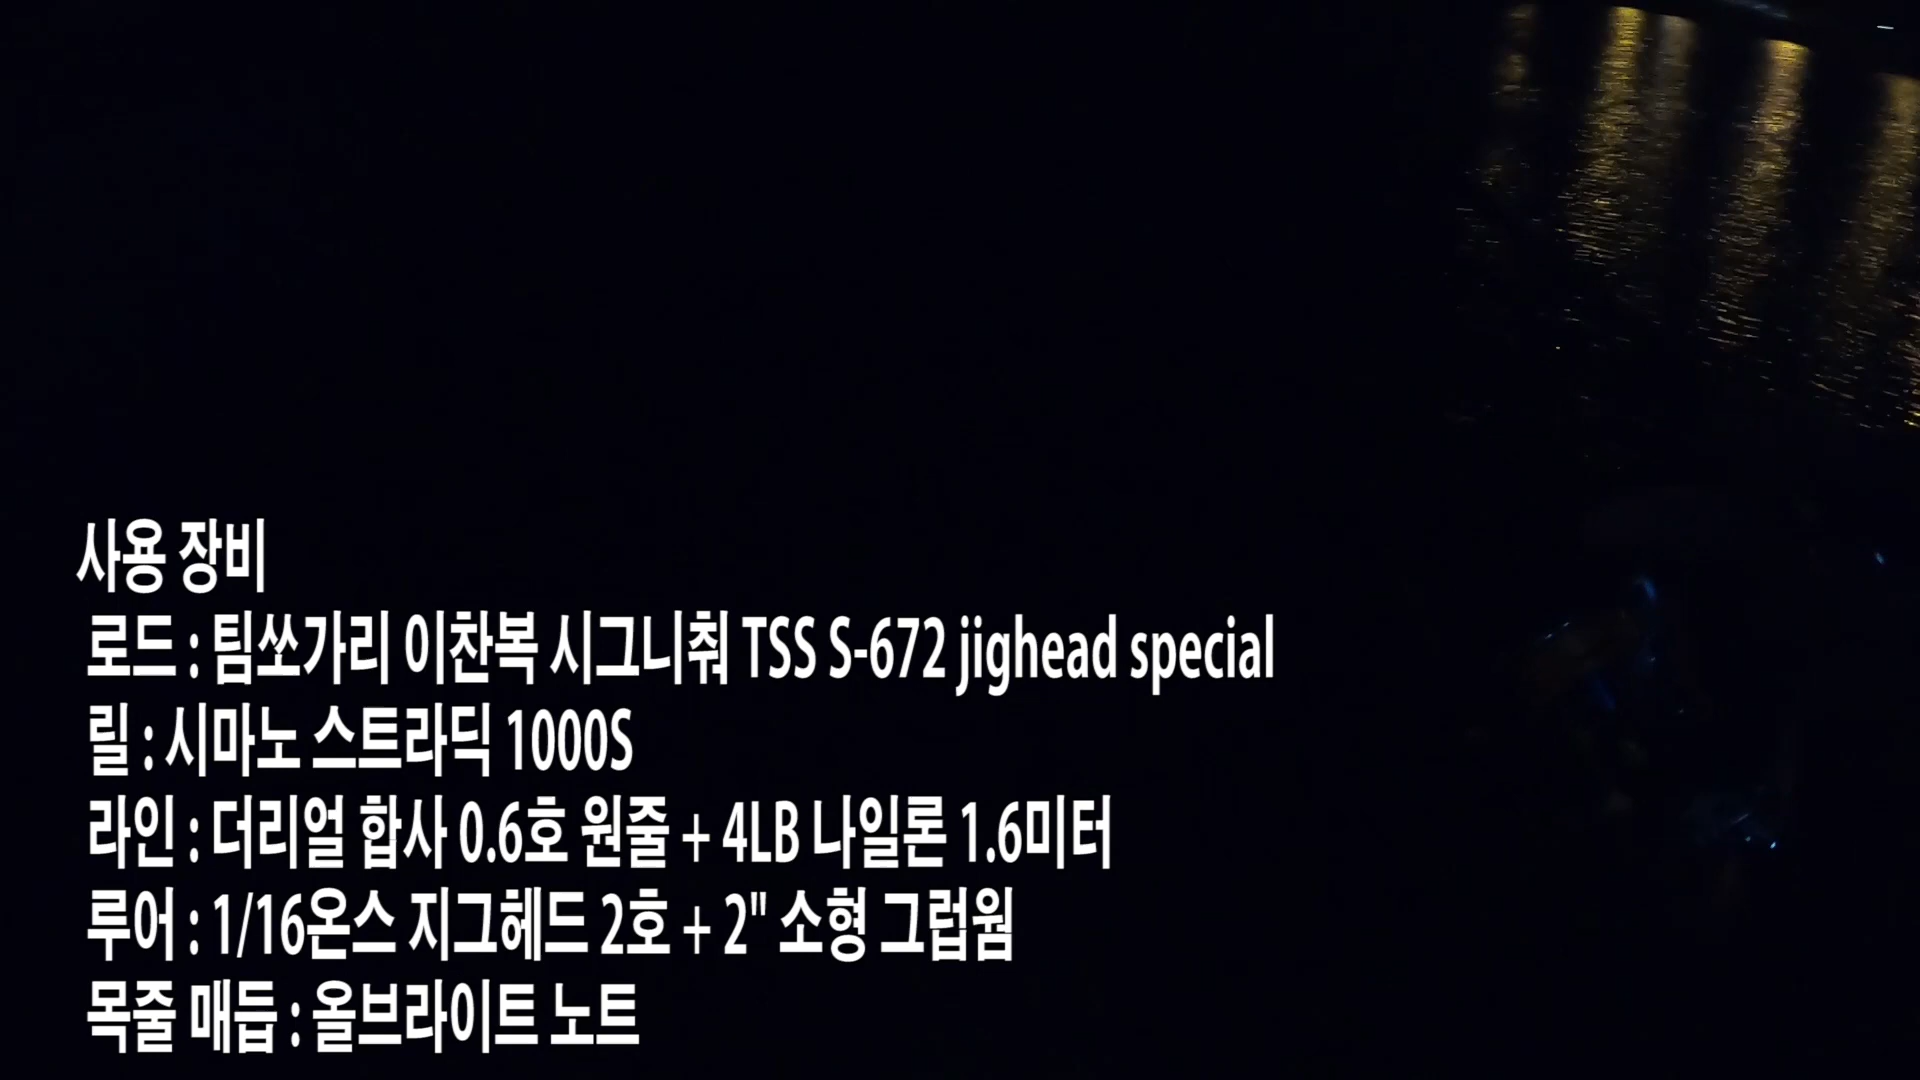 사용 장비
로드 : 팀쏘가리 이찬복 시그니춰 TSS S-672 jighead special
릴 : 시마노 스트라딕 1000S
라인 : 더리얼 합사 0.6호 원줄 + 4LB 나일론 1.6미터
루어 : 1/16온스 지그헤드 2호 + 2" 소형 그럽웜
목줄 매듭 : 올브라이트 노트